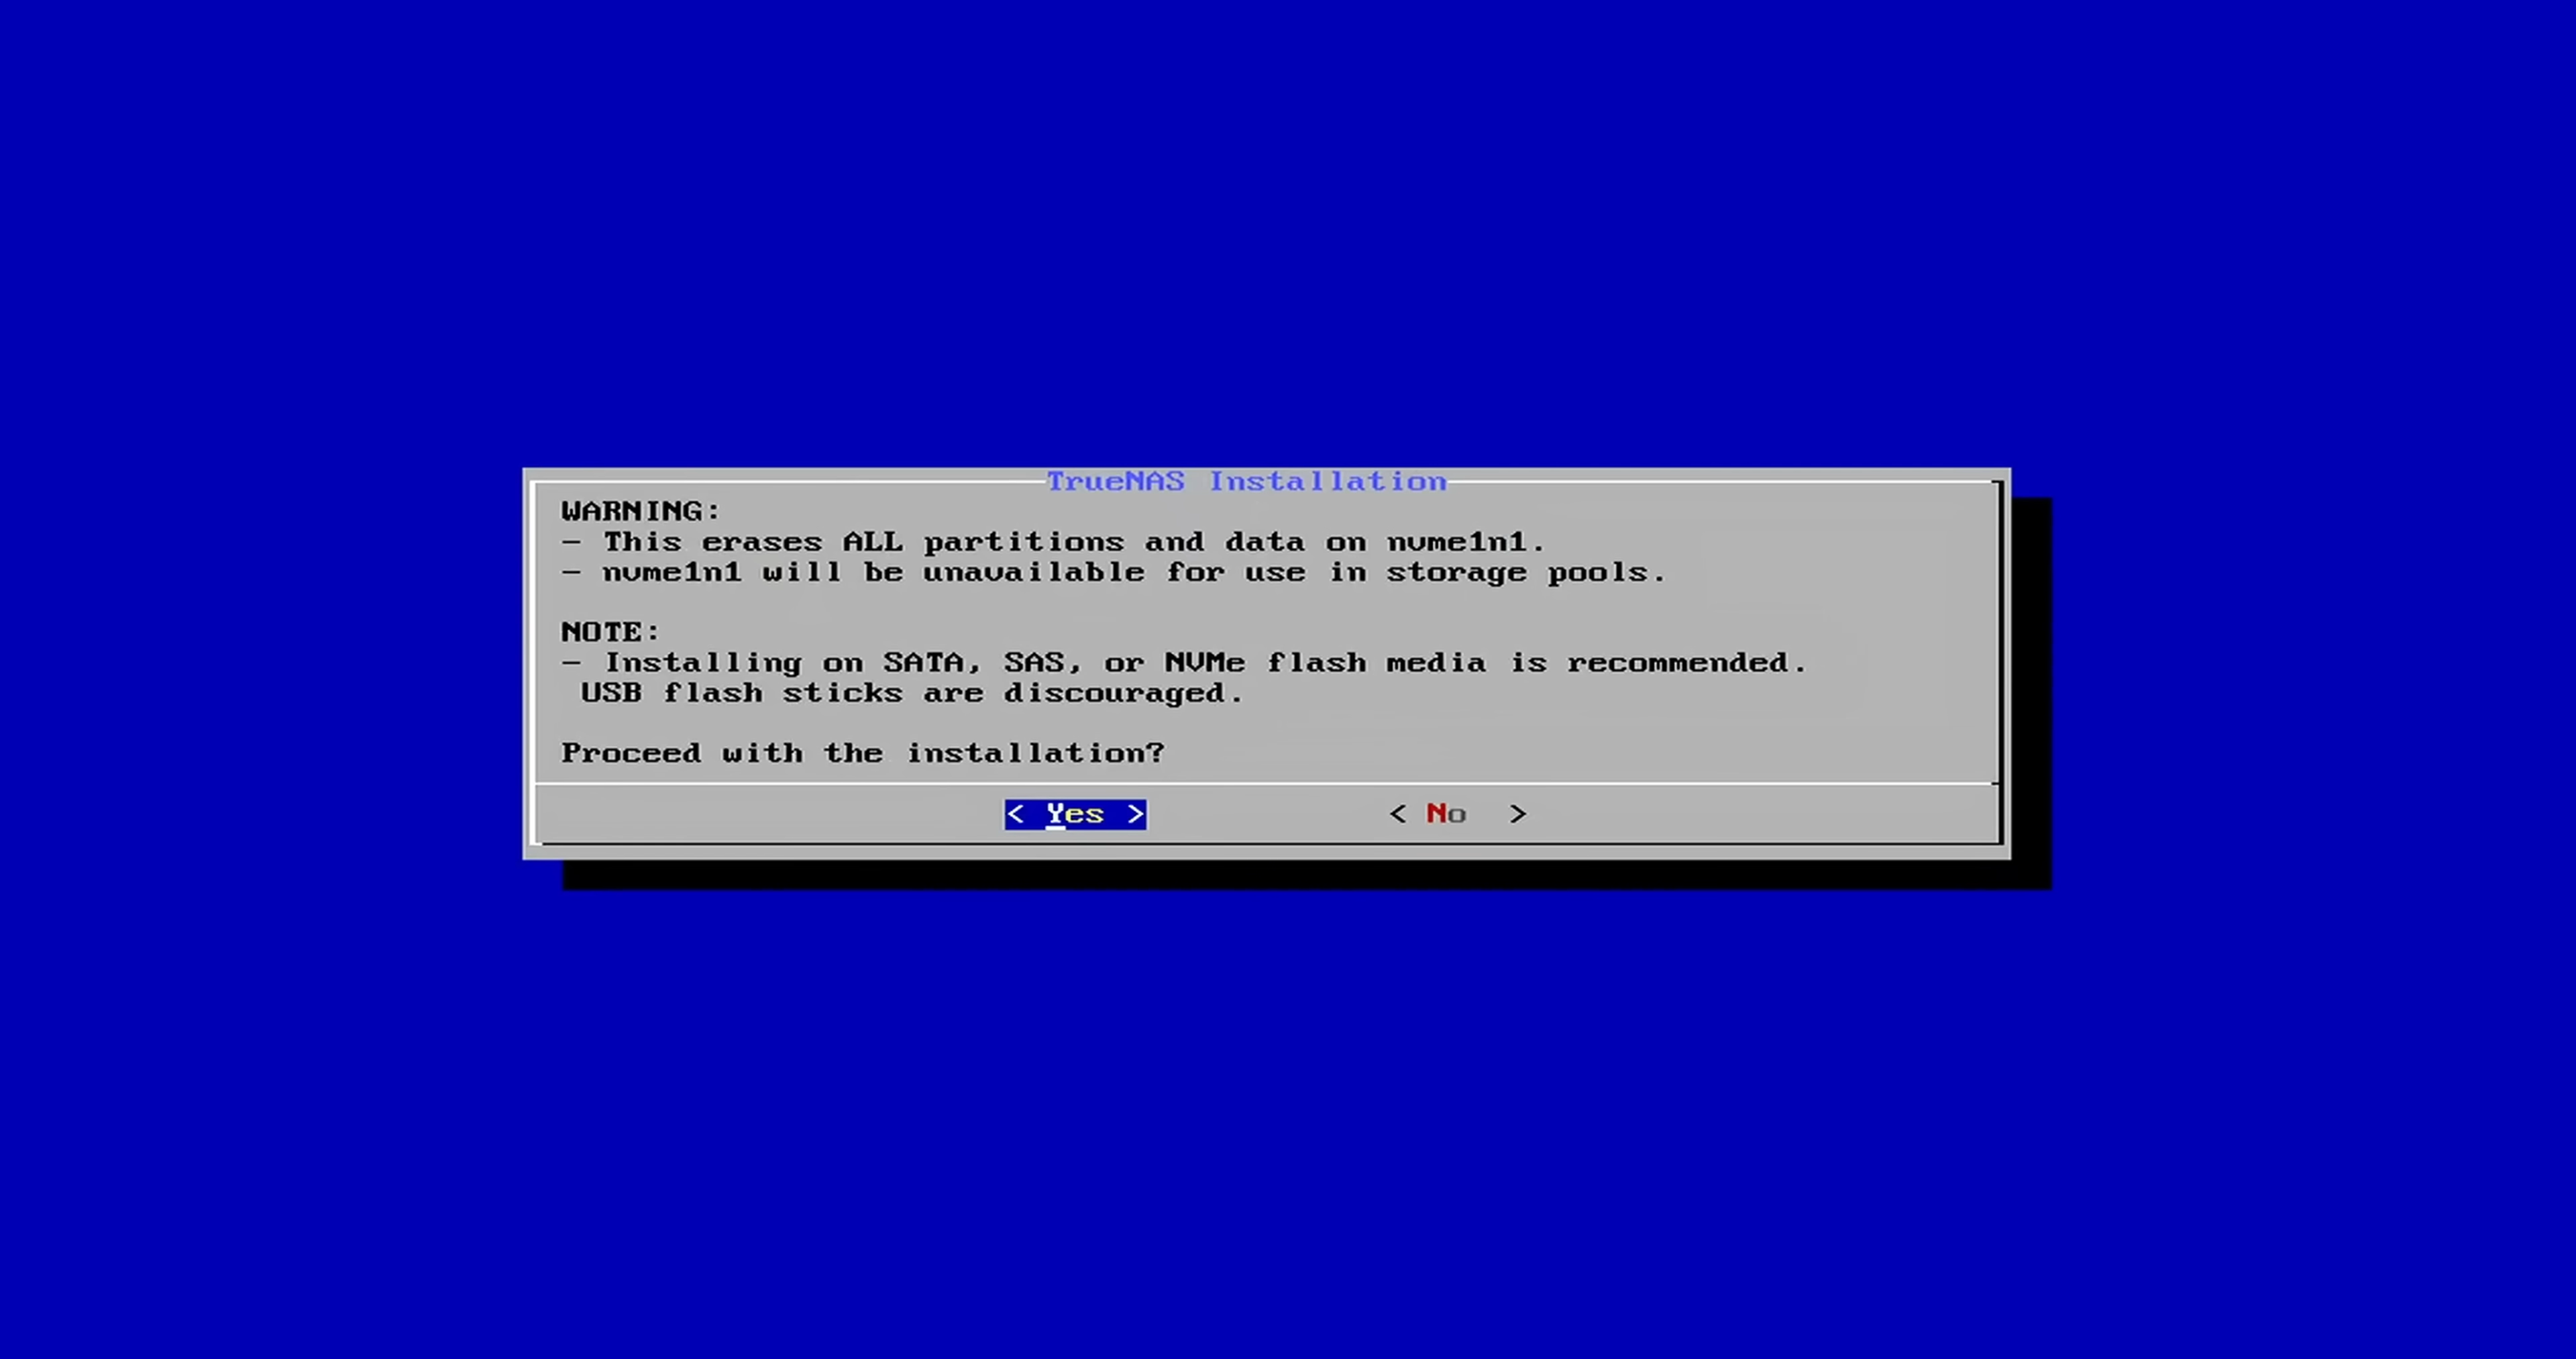 TrueNAS Installation
WARNING:
- This erases ALL partitions and data on nvme1n1.
- nvme1n1 will be unavailable for use in storage pools.
NOTE:
- Installing on SATA, SAS, or NVMe flash media is recommended.
USB flash sticks are discouraged.
Proceed with the installation?
< Yes > < No >